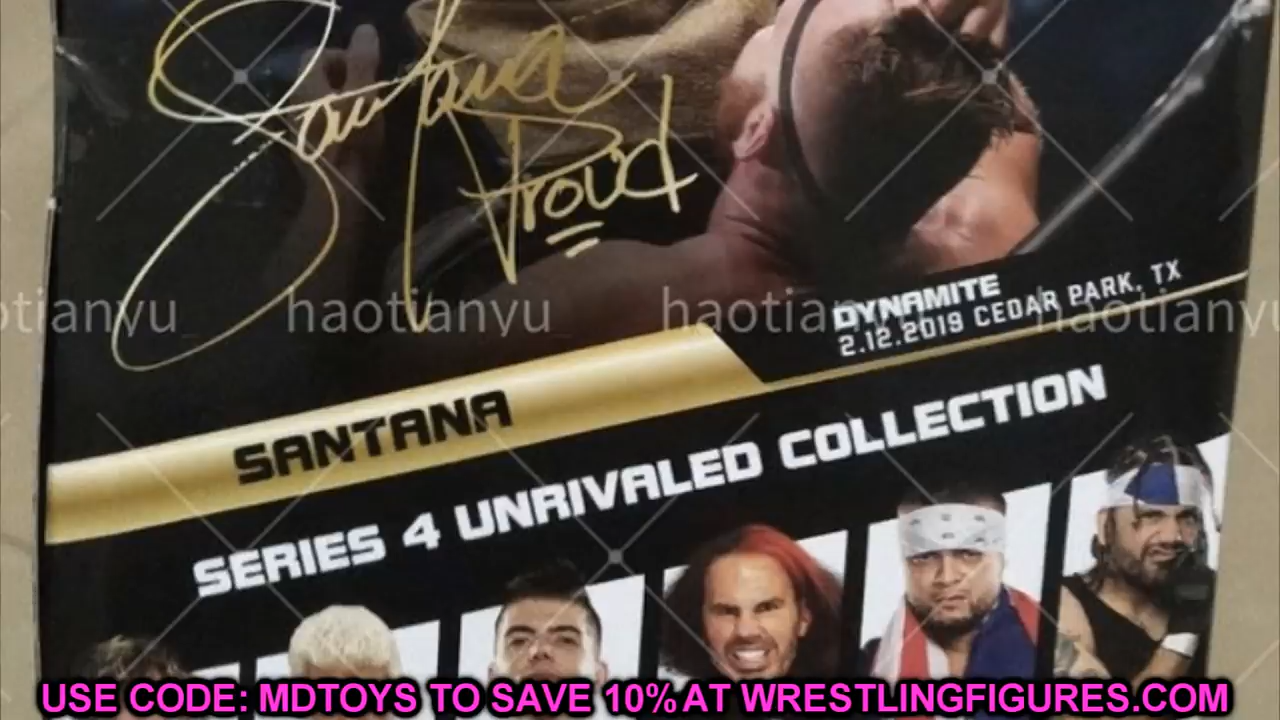 Santana
Proud
otianyu haotianyu haotianyu haotianyu
DYNAMITE
2.12.2019 CEDAR PARK, TX
SANTANA
SERIES 4 UNRIVALED COLLECTION
USE CODE: MDTOYS TO SAVE 10% AT WRESTLINGFIGURES.COM